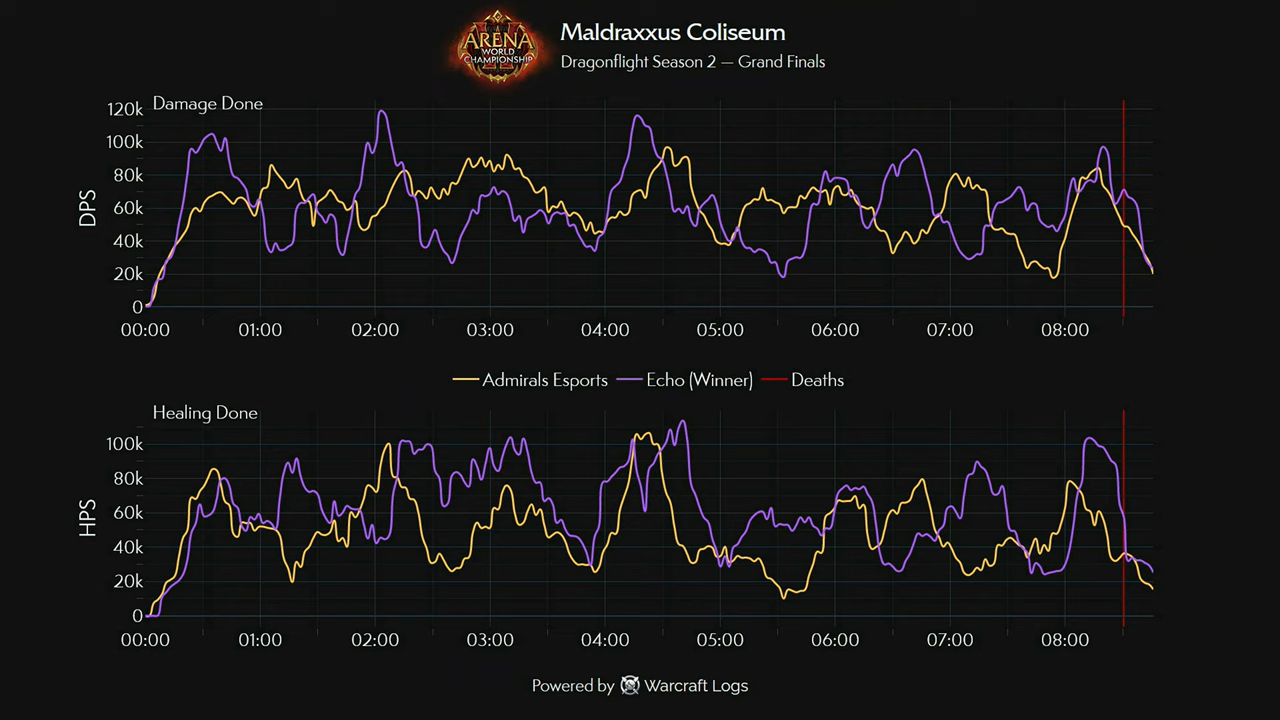 ARENA
WORLD
CHAMPIONSHIP
Maldraxxus Coliseum
Dragonflight Season 2 — Grand Finals
Damage Done
120k
100k
80k
60k
40k
20k
0
DPS
00:00 01:00 02:00 03:00 04:00 05:00 06:00 07:00 08:00
Admirals Esports Echo (Winner) Deaths
Healing Done
100k
80k
60k
40k
20k
0
HPS
00:00 01:00 02:00 03:00 04:00 05:00 06:00 07:00 08:00
Powered by Warcraft Logs